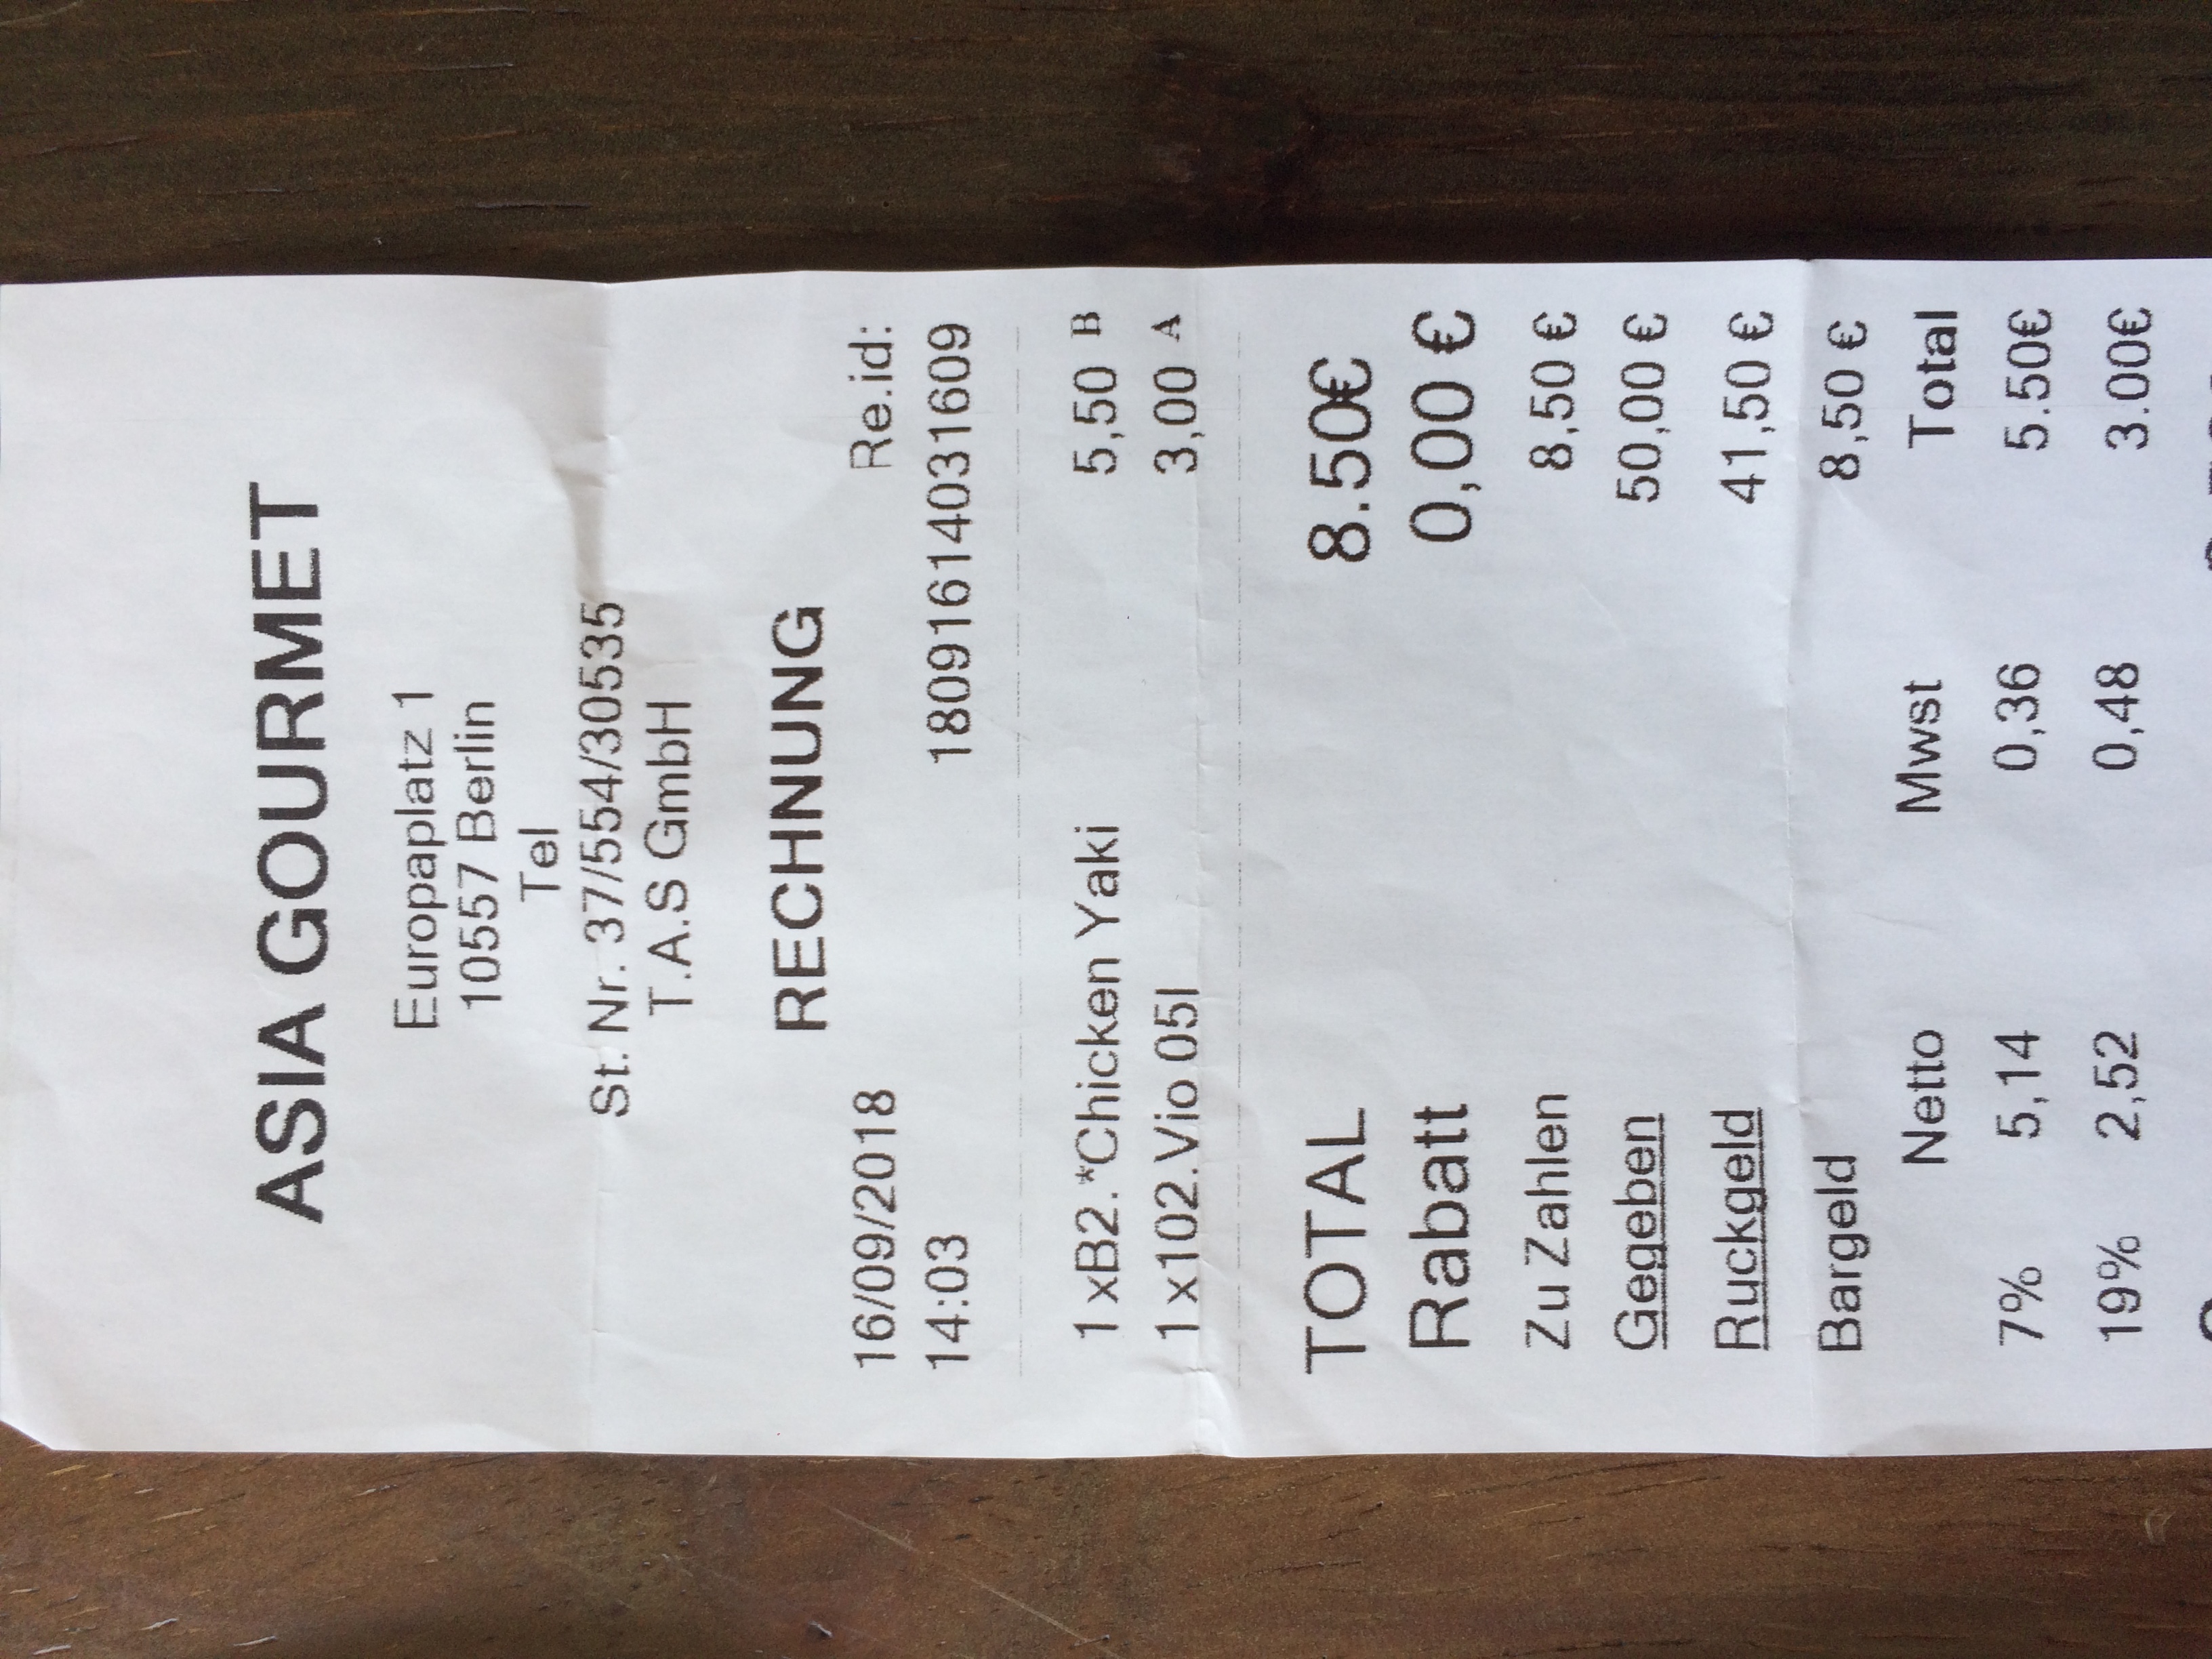 ASIA GOURMET
Europaplatz 1
10557 Berlin
Tel
St. Nr. 37/554/30535
T.A.S GmbH
RECHNUNG
16/09/2018 Re.id:
14:03 1809161403 1609
1 xB2.*Chicken Yaki 5,50 B
1 x102.Vio 05l 3,00 A
TOTAL 8.50€
Rabatt 0,00 €
Zu Zahlen 8,50 €
Gegeben 50,00 €
Ruckgeld 41,50 €
Bargeld 8,50 €
Netto Mwst Total
7% 5,14 0,36 5.50€
19% 2,52 0,48 3.00€